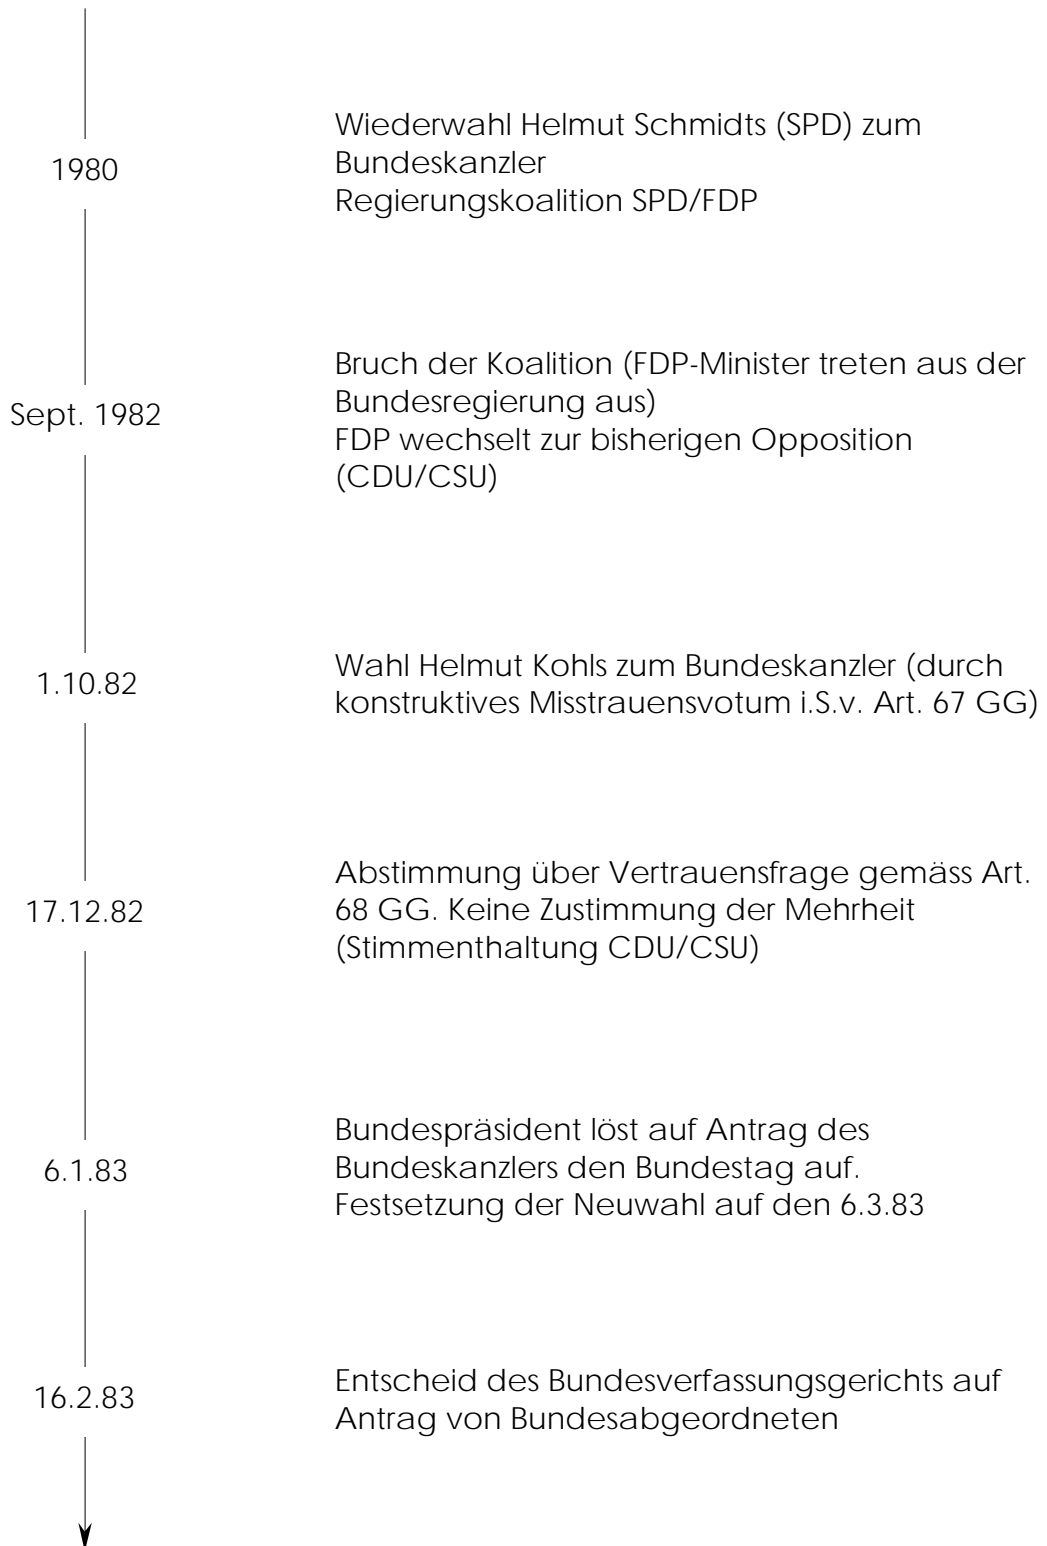 1980
Wiederwahl Helmut Schmidts (SPD) zum
Bundeskanzler
Regierungskoalition SPD/FDP
Sept. 1982
Bruch der Koalition (FDP-Minister treten aus der
Bundesregierung aus)
FDP wechselt zur bisherigen Opposition
(CDU/CSU)
1.10.82
Wahl Helmut Kohls zum Bundeskanzler (durch
konstruktives Misstrauensvotum i.S.v. Art. 67 GG)
17.12.82
Abstimmung über Vertrauensfrage gemäss Art.
68 GG. Keine Zustimmung der Mehrheit
(Stimmenthaltung CDU/CSU)
6.1.83
Bundespräsident löst auf Antrag des
Bundeskanzlers den Bundestag auf.
Festsetzung der Neuwahl auf den 6.3.83
16.2.83
Entscheid des Bundesverfassungsgerichts auf
Antrag von Bundesabgeordneten